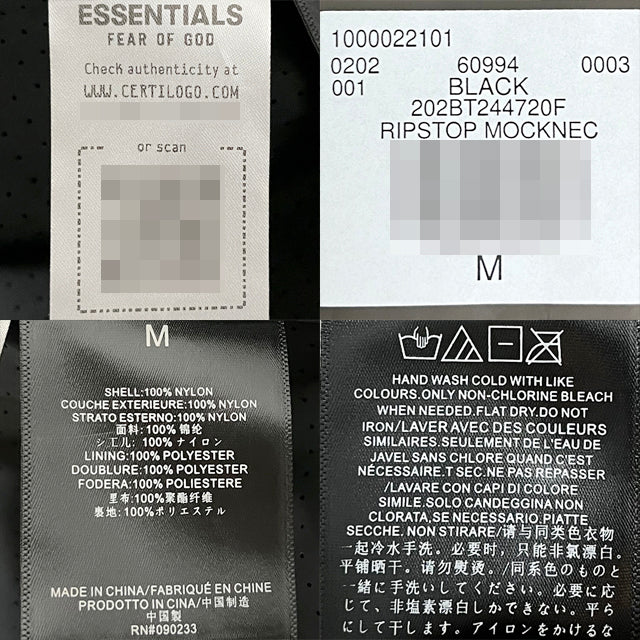 ESSENTIALS
FEAR OF GOD
Check authenticity at
WWW.CERTILOGO.COM
or scan
1000022101
0202 60994 0003
001 BLACK
202BT244720F
RIPSTOP MOCKNEC
M
M
SHELL:100% NYLON
COUCHE EXTERIEURE:100% NYLON
STRATO ESTERNO:100% NYLON
面料:100% 锦纶
シエル: 100% ナイロン
LINING:100% POLYESTER
DOUBLURE:100% POLYESTER
FODERA:100% POLIESTERE
里布:100%聚酯纤维
裏地:100%ポリエステル
MADE IN CHINA/FABRIQUÉ EN CHINE
PRODOTTO IN CINA/中国制造
中国製
RN#090233
HAND WASH COLD WITH LIKE
COLOURS.ONLY NON-CHLORINE BLEACH
WHEN NEEDED.FLAT DRY.DO NOT
IRON/LAVER AVEC DES COULEURS
SIMILAIRES.SEULEMENT DE L'EAU DE
JAVEL SANS CHLORE QUAND
NÉCESSAIRE.T SEC.NE PAS REPASSER
/LAVARE CON CAPI DI COLORE
SIMILE.SOLO CANDEGGINA NON
CLORATA,SE NECESSARIO.PIATTE
SECCHE. NON STIRARE/请与同类色衣物
一起冷水手洗。必要时，只能非氯漂白。
平铺晒干。请勿熨烫。/同系色のものと
一緒に手洗いしてください。必要に応
じて、非塩素漂白しかできない。平ら
にして干します。アイロンをかけるな